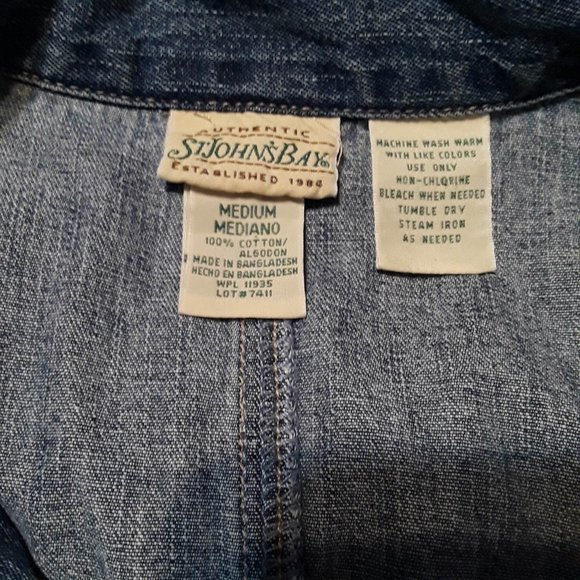 AUTHENTIC
ST. JOHN'S BAY
ESTABLISHED 1984
MEDIUM
MEDIANO
100% COTTON/
ALGODON
MADE IN BANGLADESH
HECHO EN BANGLADESH
WPL 11935
LOT#7411
MACHINE WASH WARM
WITH LIKE COLORS
USE ONLY
NON-CHLORINE
BLEACH WHEN NEEDED
TUMBLE DRY
STEAM IRON
AS NEEDED